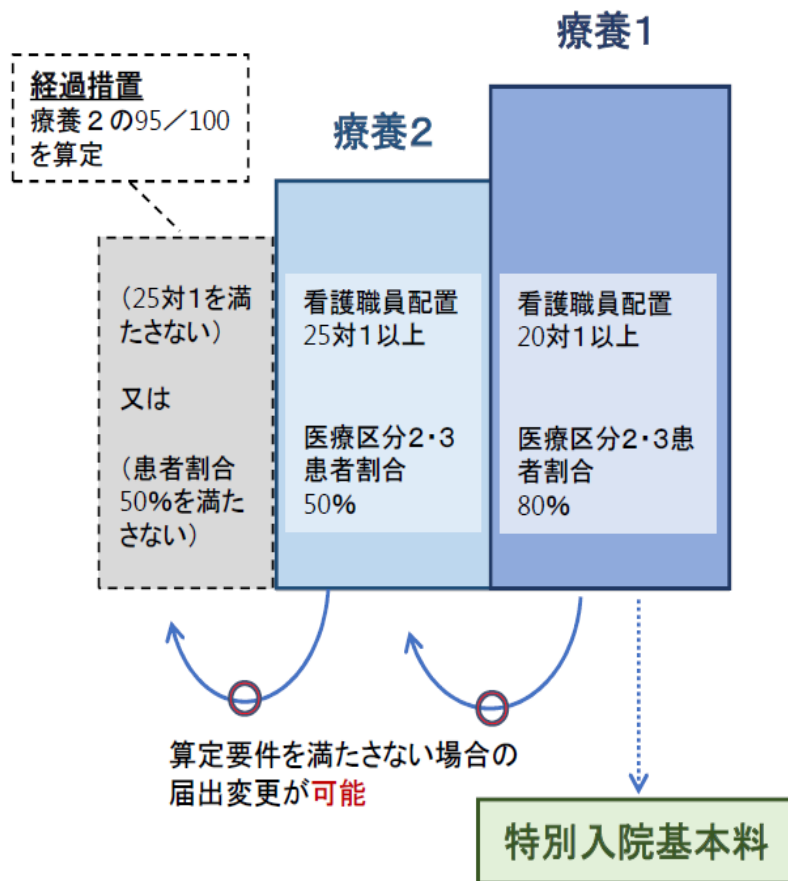 療養1
経過措置
療養２の95／100
を算定
療養2
（25対1を満
たさない）
又は
（患者割合
50％を満た
さない）
看護職員配置
25対１以上
医療区分2・3
患者割合
50%
看護職員配置
20対１以上
医療区分2・3患
者割合
80%
算定要件を満たさない場合の
届出変更が可能
特別入院基本料